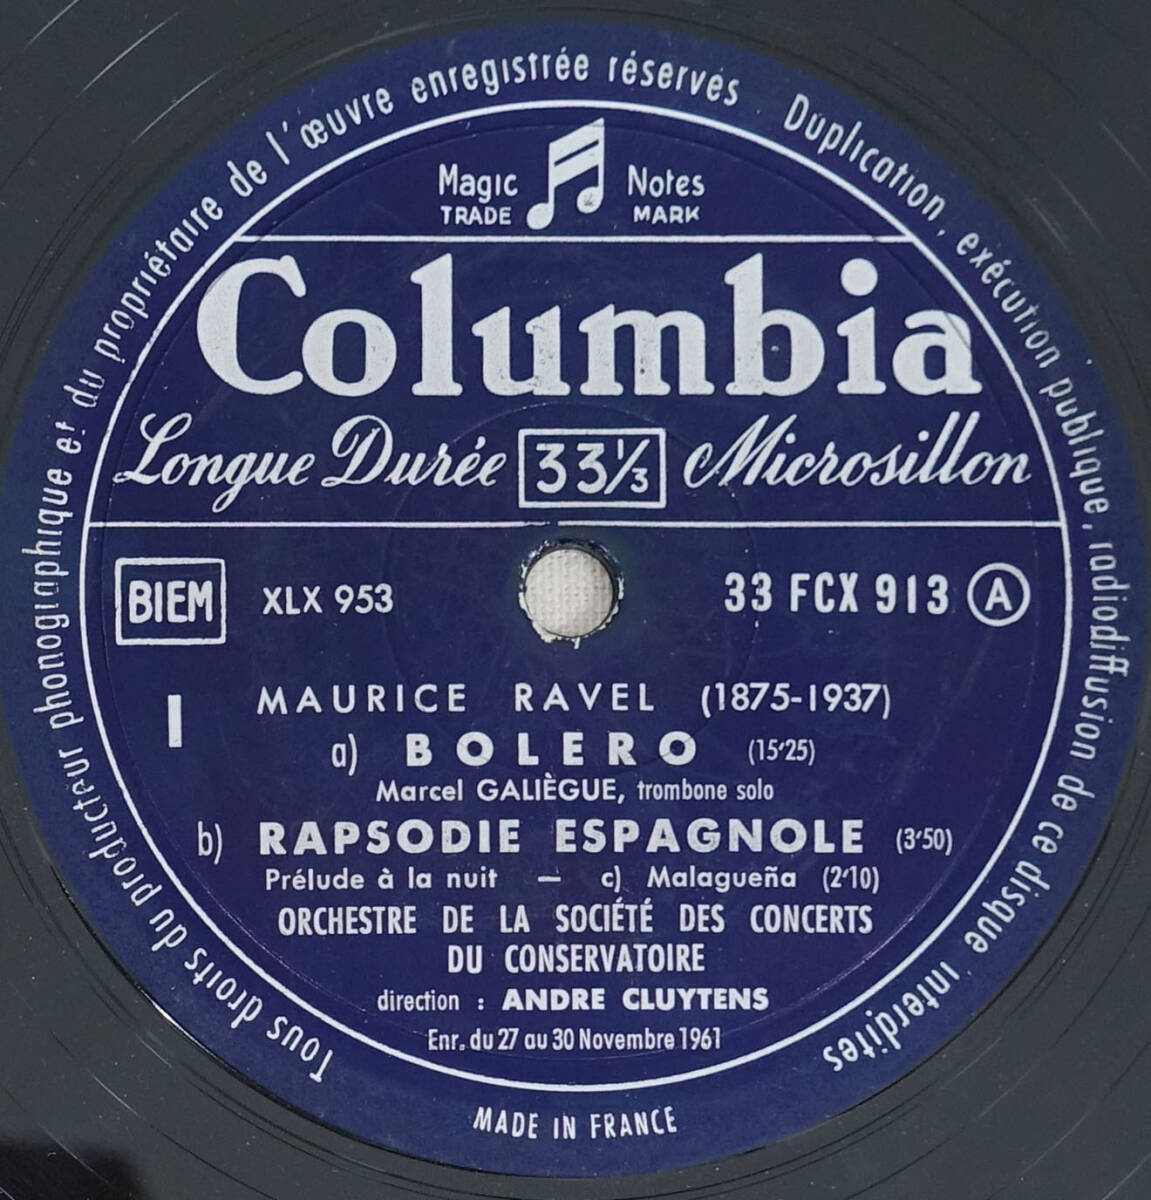 Tous droits du producteur phonographique et du propriétaire de l'œuvre enregistrée réservés
Duplication, exécution publique, radiodiffusion de ce disque interdites
Magic Notes
TRADE MARK
Columbia
Longue Durée 33 1/3 Microsillon
BIEM XLX 953 33 FCX 913 A
I MAURICE RAVEL (1875-1937)
a) BOLERO (15'25)
Marcel GALIÈGUE, trombone solo
b) RAPSODIE ESPAGNOLE (3'50)
Prélude à la nuit — c) Malagueña (2'10)
ORCHESTRE DE LA SOCIÉTÉ DES CONCERTS
DU CONSERVATOIRE
direction : ANDRE CLUYTENS
Enr. du 27 au 30 Novembre 1961
MADE IN FRANCE